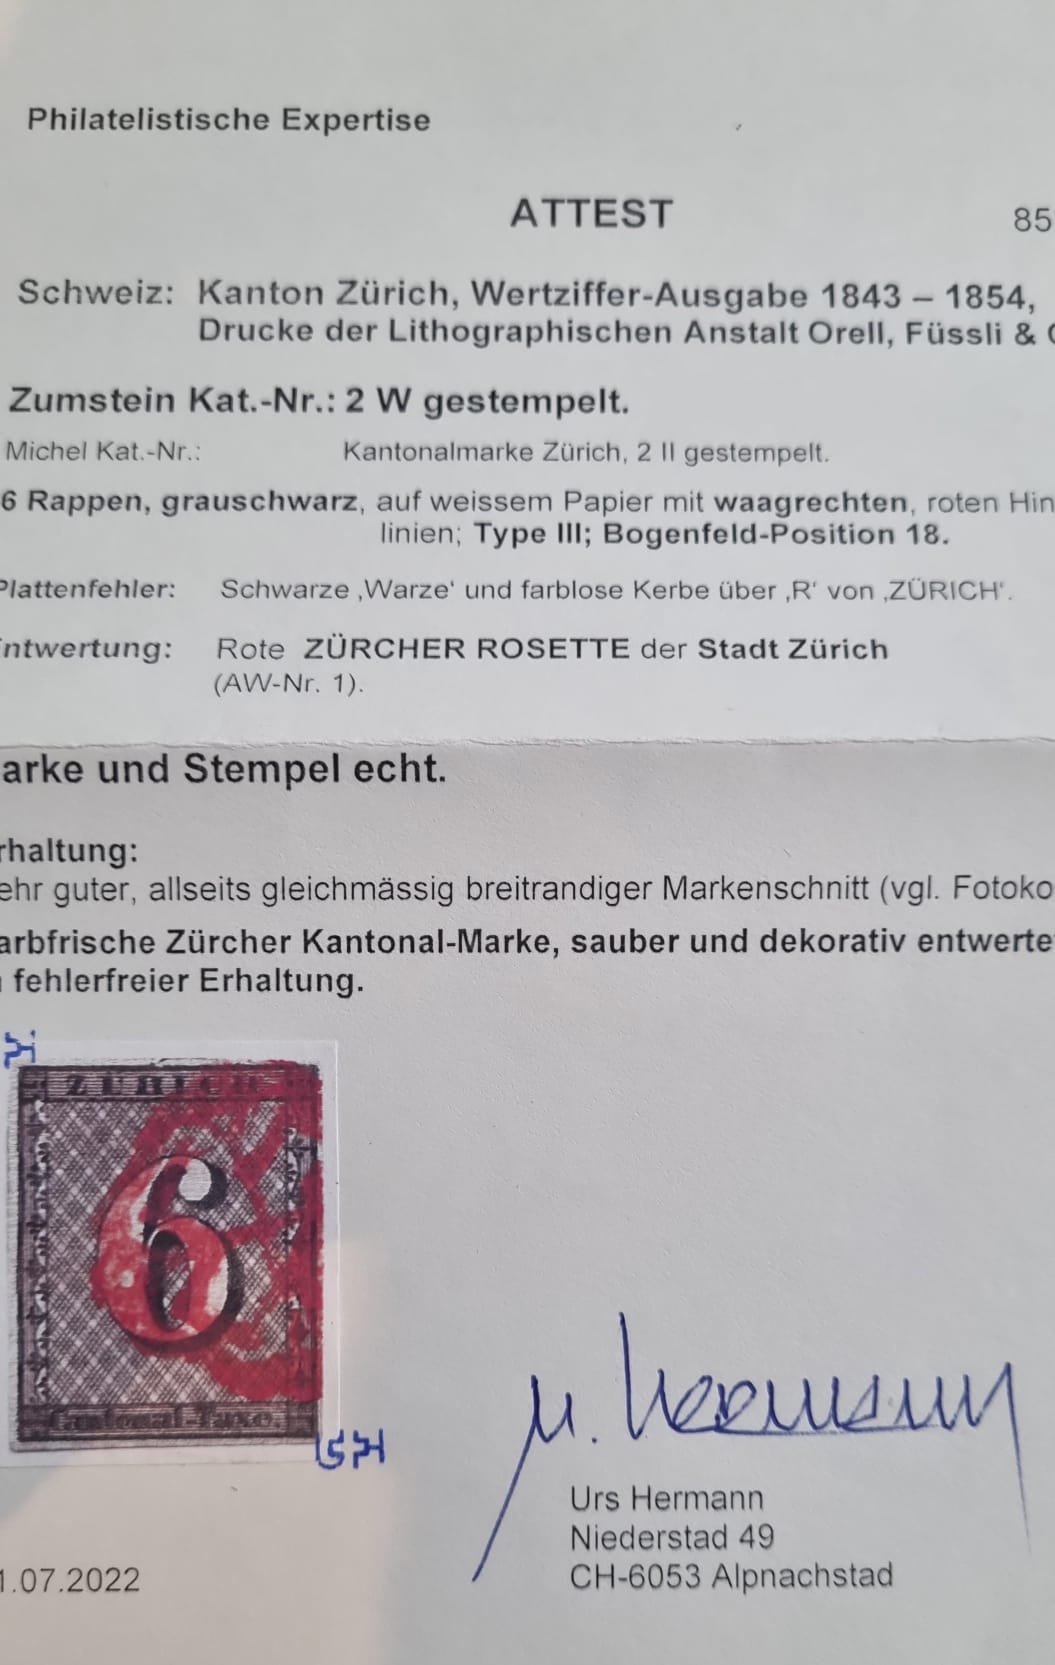 Philatelistische Expertise
ATTEST 85
Schweiz: Kanton Zürich, Wertziffer-Ausgabe 1843 – 1854,
Drucke der Lithographischen Anstalt Orell, Füssli &
Zumstein Kat.-Nr.: 2 W gestempelt.
Michel Kat.-Nr.: Kantonalmarke Zürich, 2 II gestempelt.
6 Rappen, grauschwarz, auf weissem Papier mit waagrechten, roten Hin
linien; Type III; Bogenfeld-Position 18.
Plattenfehler: Schwarze ‚Warze' und farblose Kerbe über ‚R' von ‚ZÜRICH'.
ntwertung: Rote ZÜRCHER ROSETTE der Stadt Zürich
(AW-Nr. 1).
arke und Stempel echt.
rhaltung:
ehr guter, allseits gleichmässig breitrandiger Markenschnitt (vgl. Fotoko
arbfrische Zürcher Kantonal-Marke, sauber und dekorativ entwerte
fehlerfreier Erhaltung.
ZÜRICH
6
Cantonal-Taxe.
Urs Hermann
Niederstad 49
CH-6053 Alpnachstad
1.07.2022